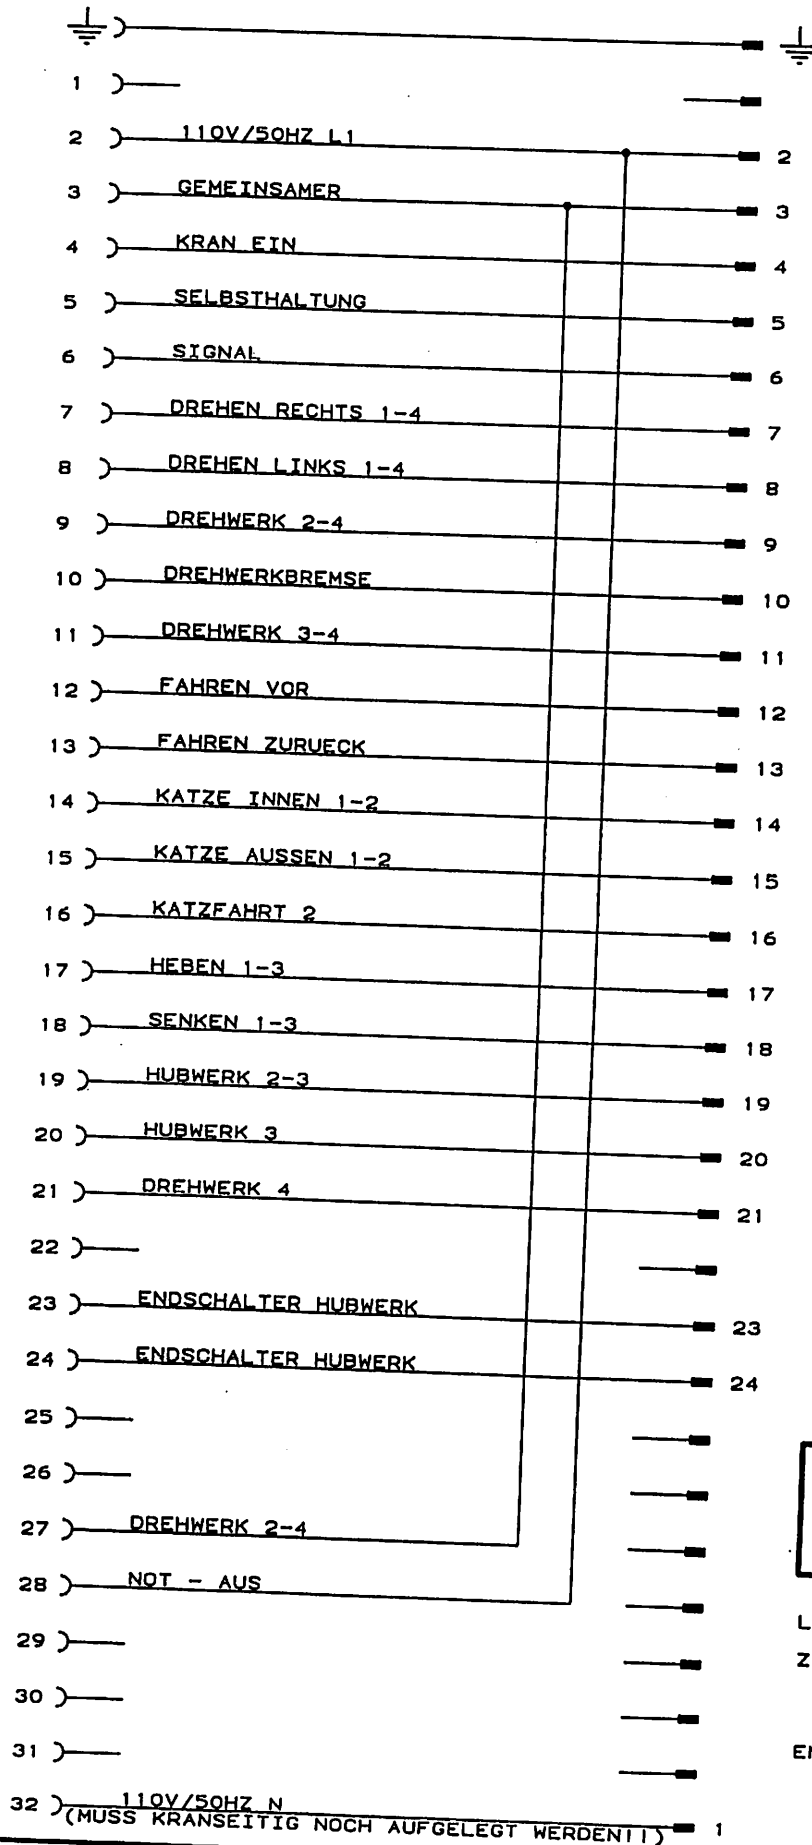 1
2 110V/50HZ L1 2
3 GEMEINSAMER 3
4 KRAN EIN 4
5 SELBSTHALTUNG 5
6 SIGNAL 6
7 DREHEN RECHTS 1-4 7
8 DREHEN LINKS 1-4 8
9 DREHWERK 2-4 9
10 DREHWERKBREMSE 10
11 DREHWERK 3-4 11
12 FAHREN VOR 12
13 FAHREN ZURUECK 13
14 KATZE INNEN 1-2 14
15 KATZE AUSSEN 1-2 15
16 KATZFAHRT 2 16
17 HEBEN 1-3 17
18 SENKEN 1-3 18
19 HUBWERK 2-3 19
20 HUBWERK 3 20
21 DREHWERK 4 21
22
23 ENDSCHALTER HUBWERK 23
24 ENDSCHALTER HUBWERK 24
25
26
27 DREHWERK 2-4
28 NOT - AUS
29
L
Z
30
31
32 110V/50HZ N 1
(MUSS KRANSEITIG NOCH AUFGELEGT WERDEN!!)